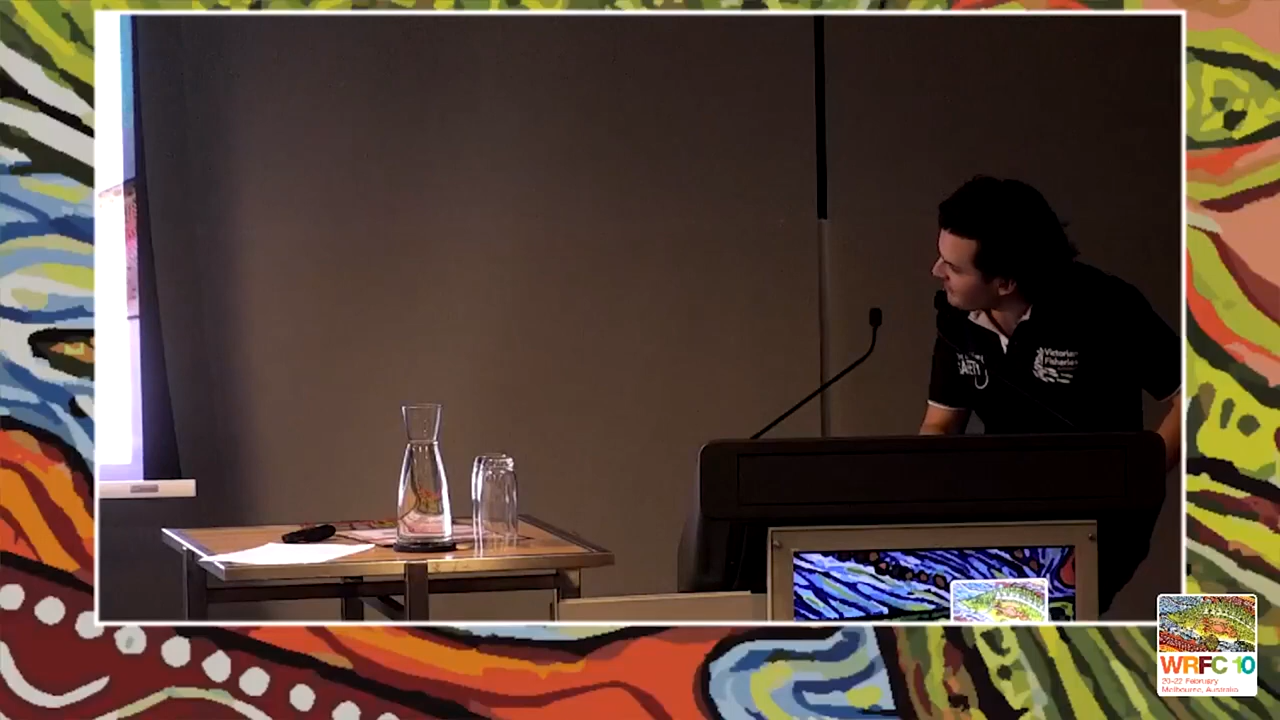 Victorian
Fisheries
WRFC 10
20-22 February
Melbourne, Australia